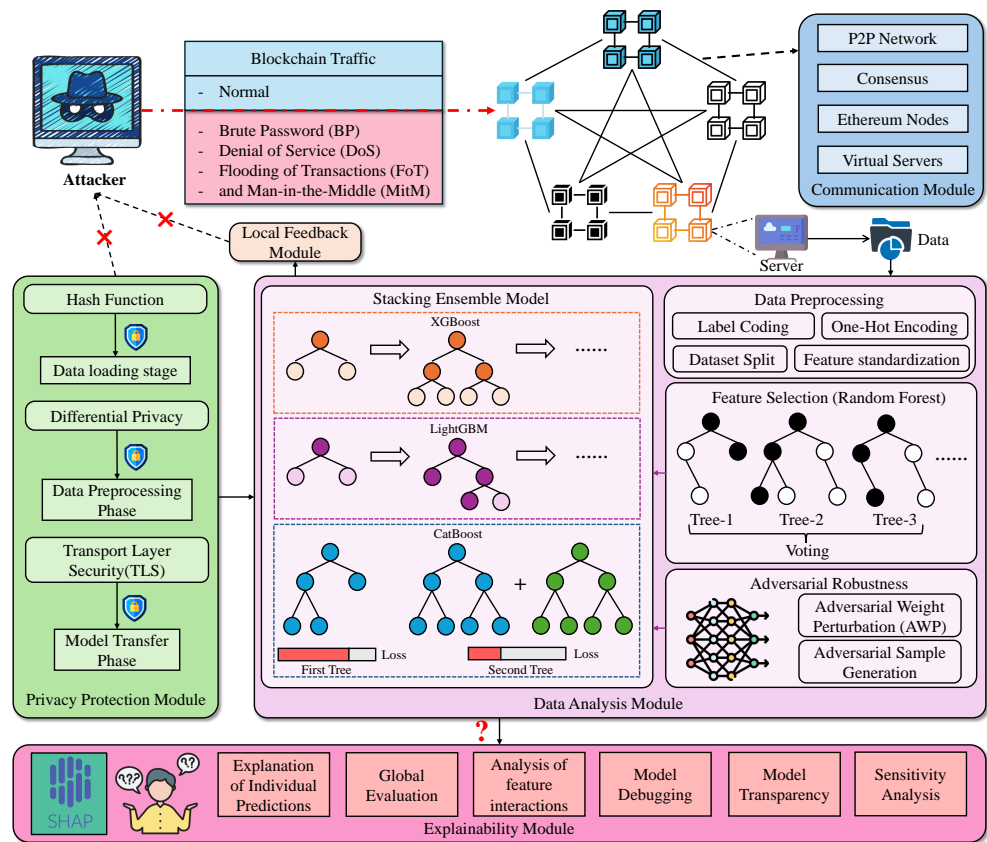 Attacker
Blockchain Traffic
- Normal
- Brute Password (BP)
- Denial of Service (DoS)
- Flooding of Transactions (FoT)
- and Man-in-the-Middle (MitM)
P2P Network
Consensus
Ethereum Nodes
Virtual Servers
Communication Module
Server
Data
Local Feedback
Module
Hash Function
Data loading stage
Differential Privacy
Data Preprocessing
Phase
Transport Layer
Security(TLS)
Model Transfer
Phase
Privacy Protection Module
Stacking Ensemble Model
XGBoost
......
LightGBM
......
CatBoost
+
Loss
First Tree
Loss
Second Tree
Data Preprocessing
Label Coding
One-Hot Encoding
Dataset Split
Feature standardization
Feature Selection (Random Forest)
......
Tree-1
Tree-2
Tree-3
Voting
Adversarial Robustness
Adversarial Weight
Perturbation (AWP)
Adversarial Sample
Generation
Data Analysis Module
?
SHAP
???
??
Explanation
of Individual
Predictions
Global
Evaluation
Analysis of
feature
interactions
Model
Debugging
Model
Transparency
Sensitivity
Analysis
Explainability Module